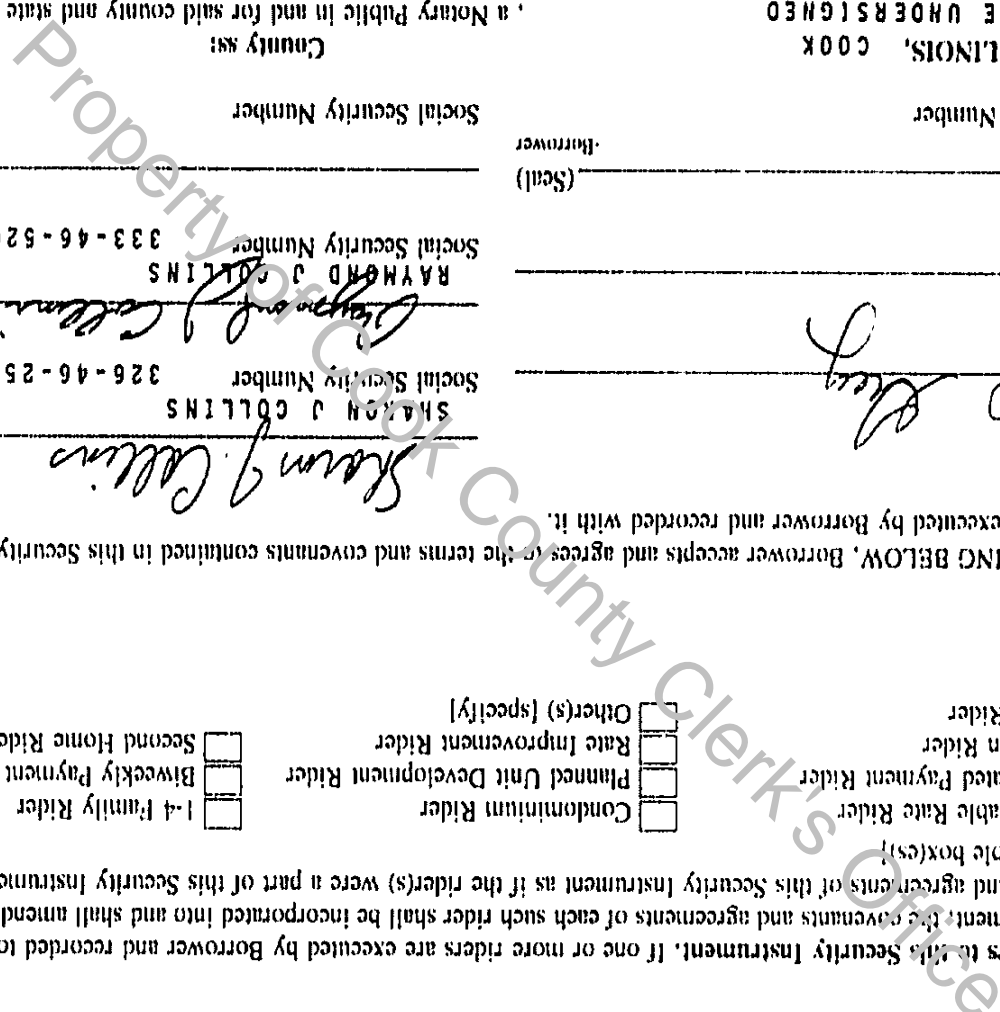 es to this Security Instrument. If one or more riders are executed by Borrower and recorded to
ment, the covenants and agreements of each such rider shall be incorporated into and shall amend
and agreements of this Security Instrument as if the rider(s) were a part of this Security Instrume
ble box(es)]
able Rate Rider Condominium Rider 1-4 Family Rider
ated Payment Rider Planned Unit Development Rider Biweekly Payment
n Rider Rate Improvement Rider Second Home Ride
Rider Other(s) [specify]
ING BELOW, Borrower accepts and agrees to the terms and covenants contained in this Security
executed by Borrower and recorded with it.
Sharon J. Collins
SHARON J COLLINS
Social Security Number 326-46-25
Raymond J Collins
RAYMOND J COLLINS
Social Security Number 333-46-52
(Seal)
-Borrower
Number Social Security Number
LINOIS, COOK County ss:
E UNDERSIGNED , a Notary Public in and for said county and state
Property of Cook County Clerk's Office